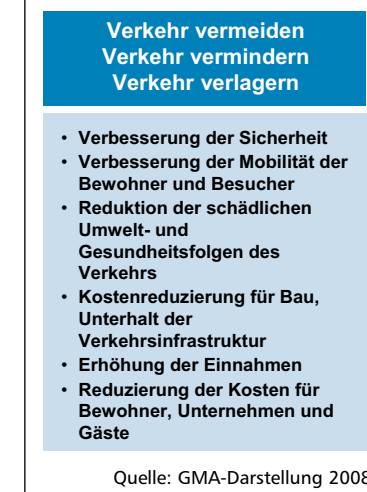 Verkehr vermeiden
Verkehr vermindern
Verkehr verlagern
• Verbesserung der Sicherheit
• Verbesserung der Mobilität der
Bewohner und Besucher
• Reduktion der schädlichen
Umwelt- und
Gesundheitsfolgen des
Verkehrs
• Kostenreduzierung für Bau,
Unterhalt der
Verkehrsinfrastruktur
• Erhöhung der Einnahmen
• Reduzierung der Kosten für
Bewohner, Unternehmen und
Gäste
Quelle: GMA-Darstellung 2008